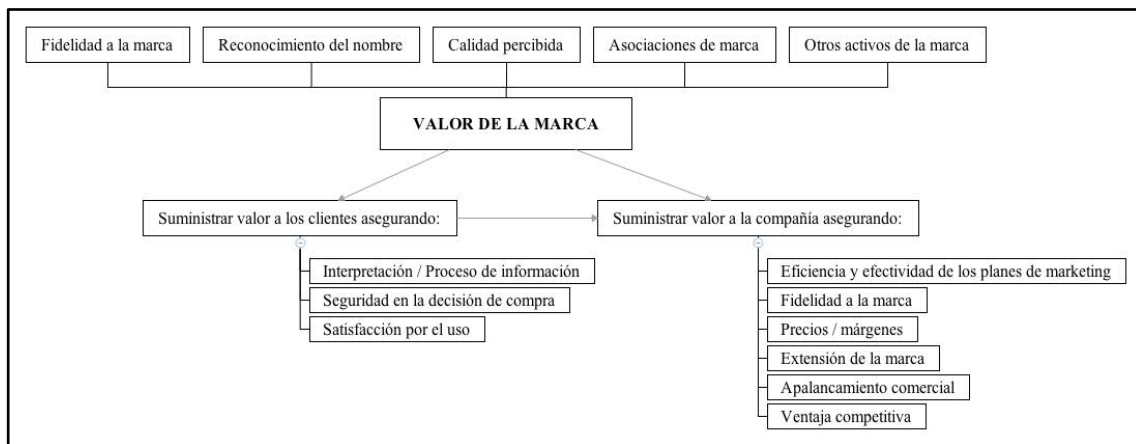 Fidelidad a la marca
Reconocimiento del nombre
Calidad percibida
Asociaciones de marca
Otros activos de la marca
VALOR DE LA MARCA
Suministrar valor a los clientes asegurando:
Interpretación / Proceso de información
Seguridad en la decisión de compra
Satisfacción por el uso
Suministrar valor a la compañía asegurando:
Eficiencia y efectividad de los planes de marketing
Fidelidad a la marca
Precios / márgenes
Extensión de la marca
Apalancamiento comercial
Ventaja competitiva